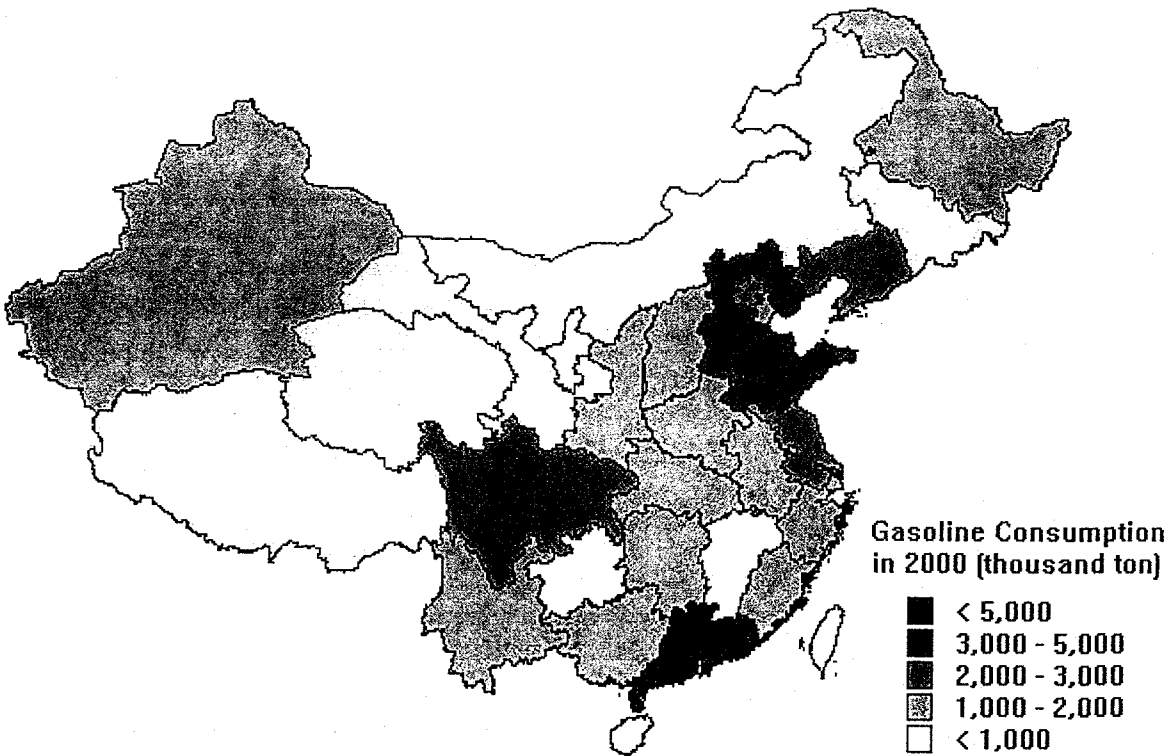 Gasoline Consumption
in 2000 (thousand ton)
< 5,000
3,000 - 5,000
2,000 - 3,000
1,000 - 2,000
< 1,000